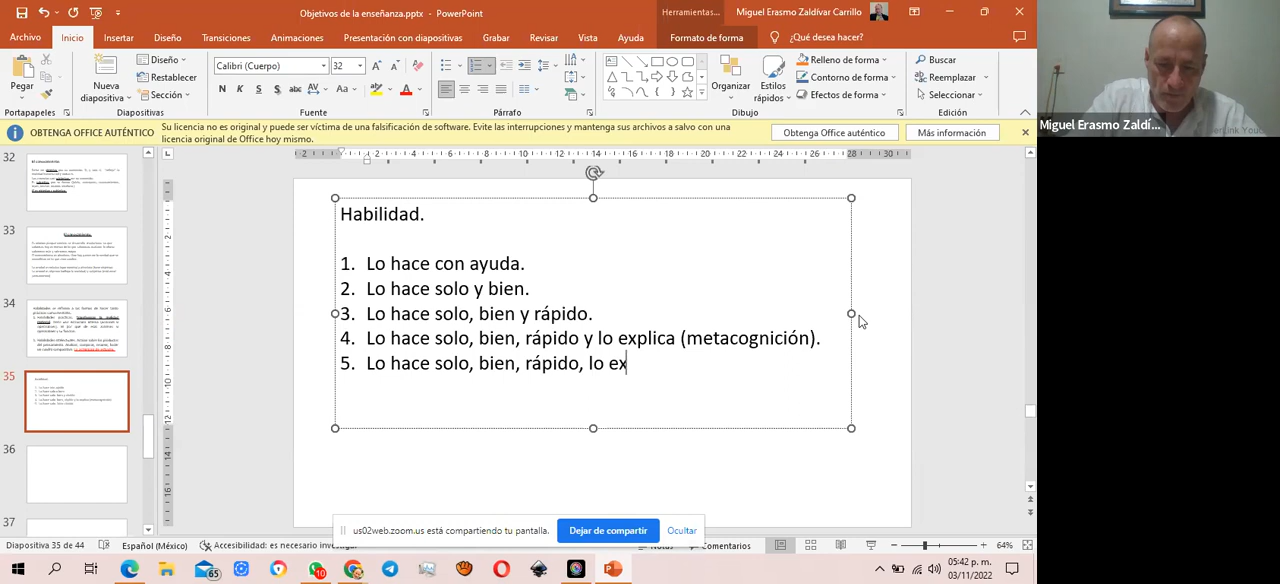 Objetivos de la enseñanza.pptx - PowerPoint
Herramientas...
Miguel Erasmo Zaldívar Carrillo
Archivo
Inicio
Insertar
Diseño
Transiciones
Animaciones
Presentación con diapositivas
Grabar
Revisar
Vista
Ayuda
Formato de forma
¿Qué desea hacer?
Pegar
Nueva
diapositiva
Diseño
Restablecer
Sección
Calibri (Cuerpo)
32
N K S S abc AV Aa
Organizar
Estilos
rápidos
Relleno de forma
Contorno de forma
Efectos de forma
Buscar
Reemplazar
Seleccionar
Portapapeles
Diapositivas
Fuente
Párrafo
Dibujo
Edición
OBTENGA OFFICE AUTÉNTICO
Su licencia no es original y puede ser víctima de una falsificación de software. Evite las interrupciones y mantenga sus archivos a salvo con una
licencia original de Office hoy mismo.
Obtenga Office auténtico
Más información
Miguel Erasmo Zaldí...
32
33
34
35
36
37
Habilidad.
1. Lo hace con ayuda.
2. Lo hace solo y bien.
3. Lo hace solo, bien y rápido.
4. Lo hace solo, bien, rápido y lo explica (metacognición).
5. Lo hace solo, bien, rápido, lo ex
us02web.zoom.us está compartiendo tu pantalla.
Dejar de compartir
Ocultar
Diapositiva 35 de 44
Español (México)
Accesibilidad: es necesario investigar
Notas
Comentarios
64%
65
10
05:42 p. m.
03/11/2022